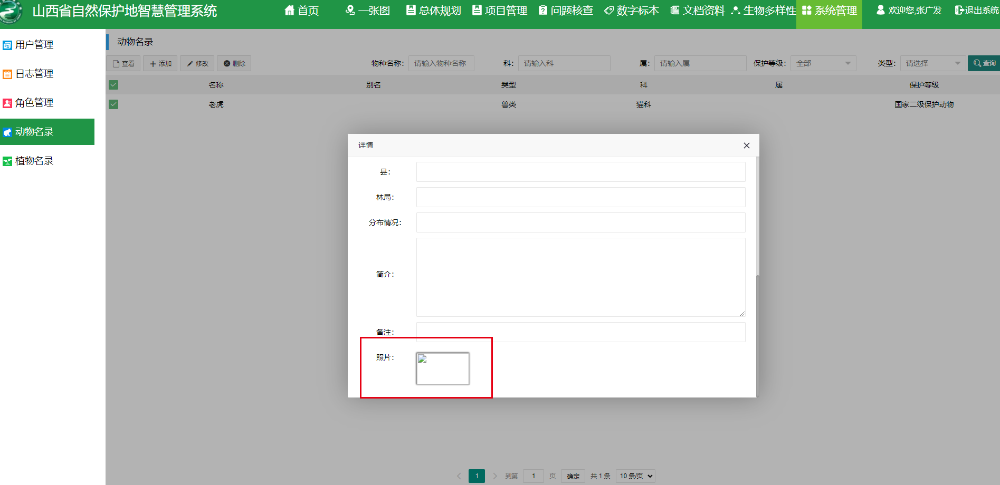 山西省自然保护地智慧管理系统
首页
一张图
总体规划
项目管理
问题核查
数字标本
文档资料
生物多样性
系统管理
欢迎您,张广发
退出系统
用户管理
日志管理
角色管理
动物名录
植物名录
动物名录
查看
添加
修改
删除
物种名称：
请输入物种名称
科：
请输入科
属：
请输入属
保护等级：
全部
类型：
请选择
查询
名称 别名 类型 科 属 保护等级
老虎 兽类 猫科 国家二级保护动物
详情
县：
林局：
分布情况：
简介：
备注：
照片：
1
到第 1 页 确定 共 1 条 10 条/页